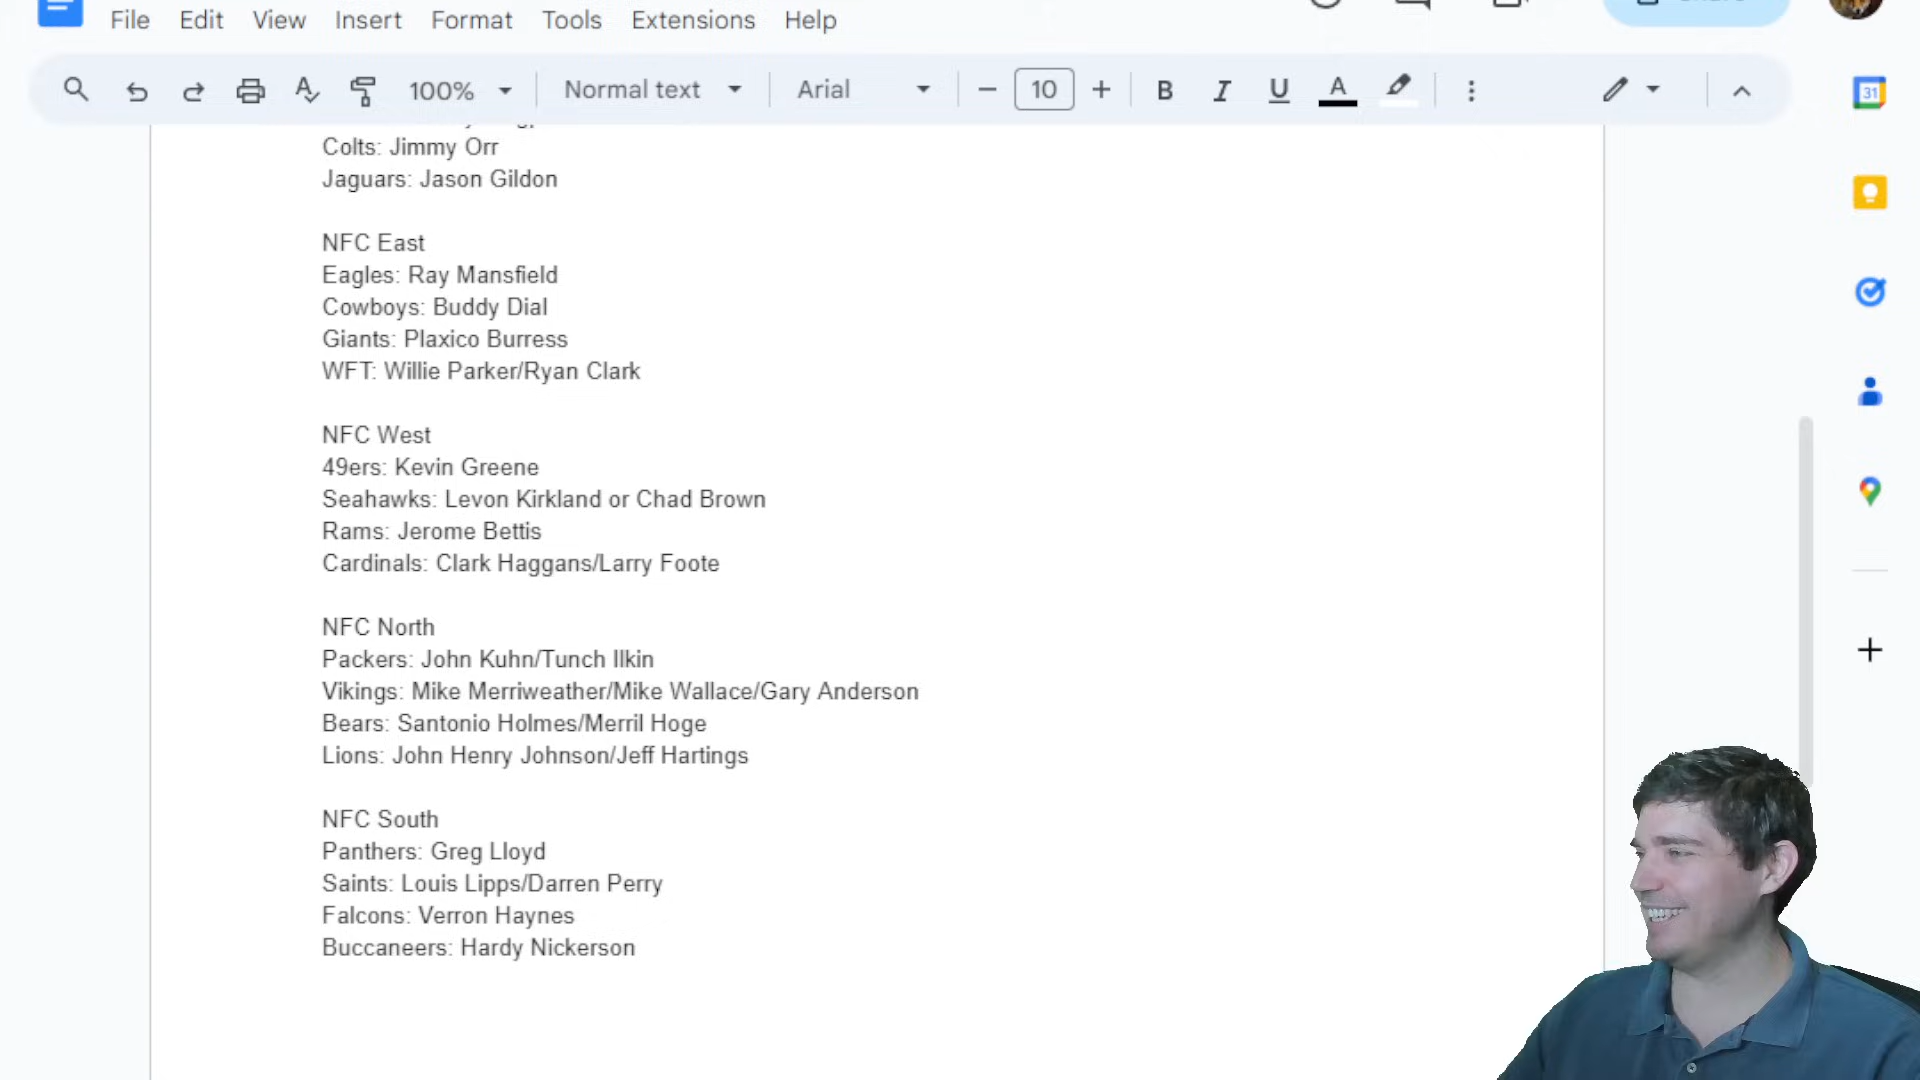 File Edit View Insert Format Tools Extensions Help
100% Normal text Arial 10 B I U A
31
Colts: Jimmy Orr
Jaguars: Jason Gildon
NFC East
Eagles: Ray Mansfield
Cowboys: Buddy Dial
Giants: Plaxico Burress
WFT: Willie Parker/Ryan Clark
NFC West
49ers: Kevin Greene
Seahawks: Levon Kirkland or Chad Brown
Rams: Jerome Bettis
Cardinals: Clark Haggans/Larry Foote
NFC North
Packers: John Kuhn/Tunch Ilkin
Vikings: Mike Merriweather/Mike Wallace/Gary Anderson
Bears: Santonio Holmes/Merril Hoge
Lions: John Henry Johnson/Jeff Hartings
NFC South
Panthers: Greg Lloyd
Saints: Louis Lipps/Darren Perry
Falcons: Verron Haynes
Buccaneers: Hardy Nickerson